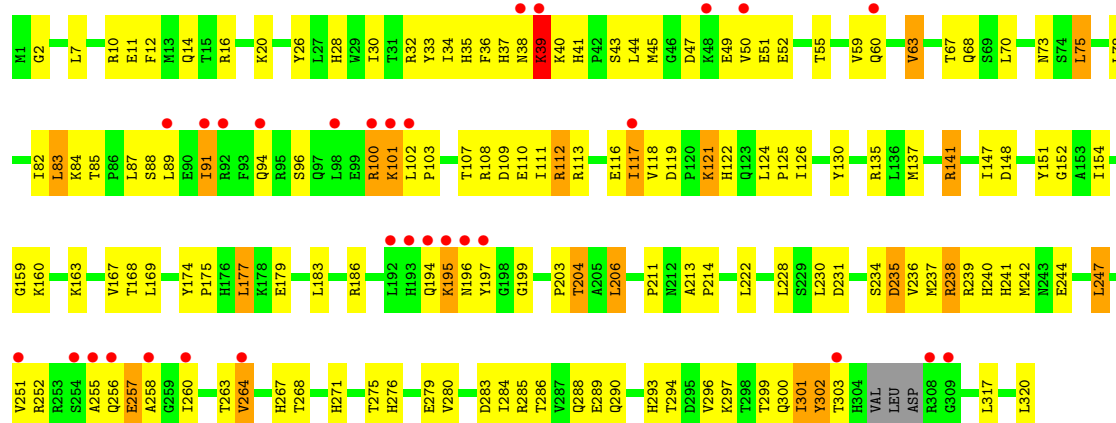 M1 G2 L7 R10 E11 F12 M13 Q14 T15 R16 K20 Y26 L27 H28 W29 I30 T31 R32 Y33 I34 H35 F36 H37 N38 K39 K40 H41 P42 S43 L44 M45 G46 D47 K48 E49 V50 E51 E52 T55 V59 Q60 V63 T67 Q68 S69 L70 N73 S74 L75
I82 L83 K84 T85 P86 L87 S88 L89 E90 I91 R92 F93 Q94 R95 S96 Q97 L98 E99 R100 K101 L102 P103 T107 R108 D109 E110 I111 R112 R113 E116 I117 V118 D119 P120 K121 H122 Q123 L124 P125 I126 Y130 R135 L136 M137 R141 I147 D148 Y151 G152 A153 I154
G159 K160 K163 V167 T168 L169 Y174 P175 H176 L177 K178 E179 L183 R186 L192 H193 Q194 K195 N196 Y197 G198 G199 P203 T204 A205 L206 P211 N212 A213 P214 L222 L228 S229 L230 D231 S234 D235 V236 M237 R238 R239 H240 H241 M242 N243 E244 L247
V251 R252 R253 S254 A255 Q256 E257 A258 G259 I260 T263 V264 H267 T268 H271 T275 H276 E279 V280 D283 I284 R285 T286 V287 Q288 E289 Q290 H293 T294 D295 V296 K297 T298 T299 Q300 I301 Y302 T303 H304 VAL LEU ASP R308 G309 L317 L320